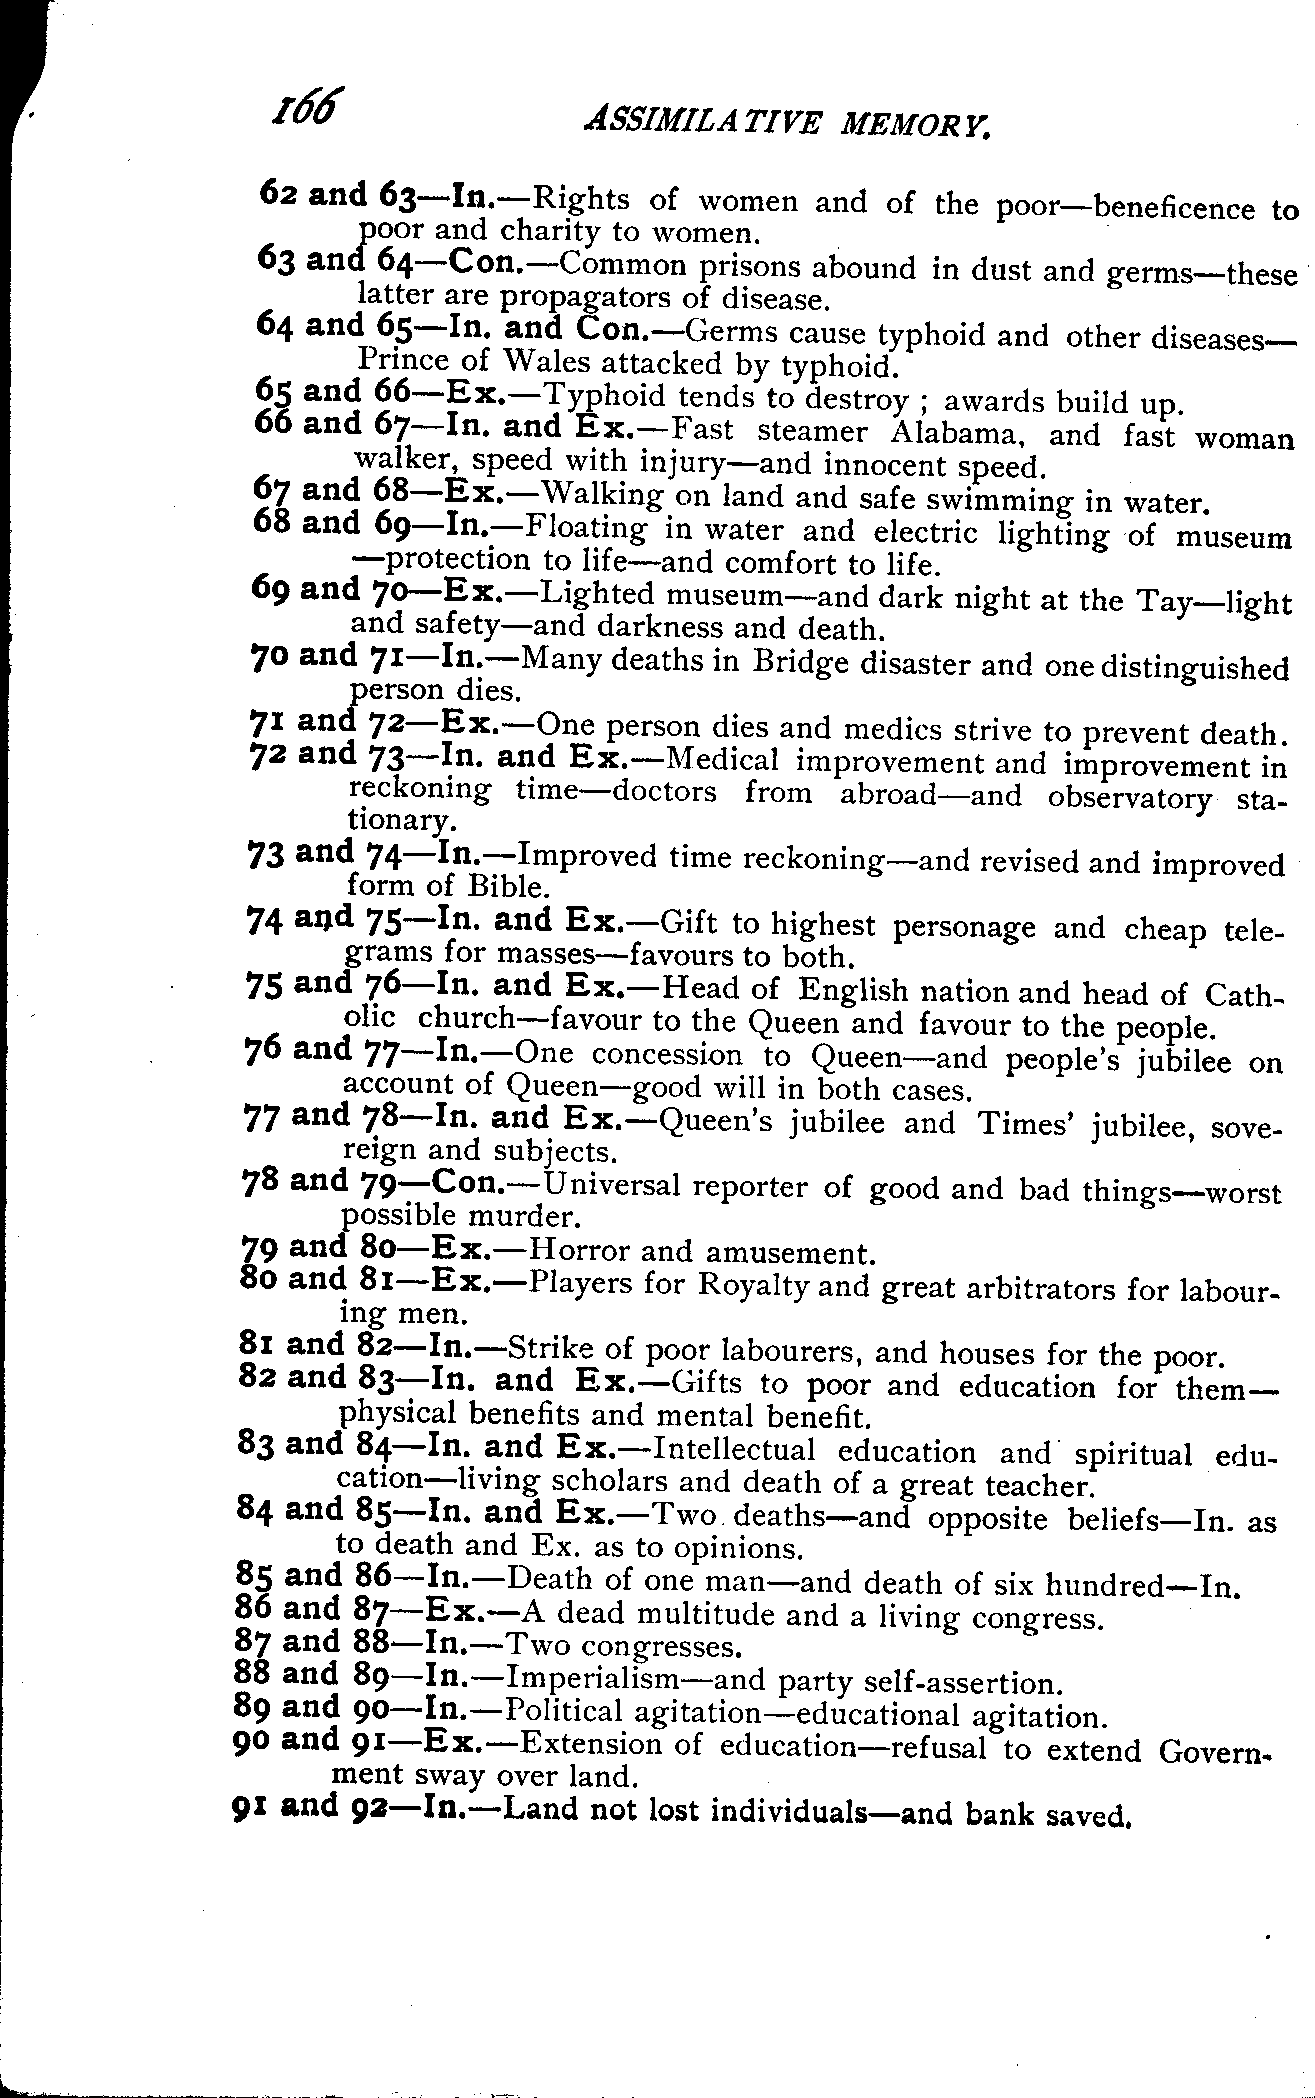 166 ASSIMILATIVE MEMORY.
62 and 63—In.—Rights of women and of the poor—beneficence to
poor and charity to women.
63 and 64—Con.—Common prisons abound in dust and germs—these
latter are propagators of disease.
64 and 65—In. and Con.—Germs cause typhoid and other diseases—
Prince of Wales attacked by typhoid.
65 and 66—Ex.—Typhoid tends to destroy ; awards build up.
66 and 67—In. and Ex.—Fast steamer Alabama, and fast woman
walker, speed with injury—and innocent speed.
67 and 68—Ex.—Walking on land and safe swimming in water.
68 and 69—In.—Floating in water and electric lighting of museum
—protection to life—and comfort to life.
69 and 70—Ex.—Lighted museum—and dark night at the Tay—light
and safety—and darkness and death.
70 and 71—In.—Many deaths in Bridge disaster and one distinguished
person dies.
71 and 72—Ex.—One person dies and medics strive to prevent death.
72 and 73—In. and Ex.—Medical improvement and improvement in
reckoning time—doctors from abroad—and observatory sta-
tionary.
73 and 74—In.—Improved time reckoning—and revised and improved
form of Bible.
74 and 75—In. and Ex.—Gift to highest personage and cheap tele-
grams for masses—favours to both.
75 and 76—In. and Ex.—Head of English nation and head of Cath-
olic church—favour to the Queen and favour to the people.
76 and 77—In.—One concession to Queen—and people's jubilee on
account of Queen—good will in both cases.
77 and 78—In. and Ex.—Queen's jubilee and Times' jubilee, sove-
reign and subjects.
78 and 79—Con.—Universal reporter of good and bad things—worst
possible murder.
79 and 80—Ex.—Horror and amusement.
80 and 81—Ex.—Players for Royalty and great arbitrators for labour-
ing men.
81 and 82—In.—Strike of poor labourers, and houses for the poor.
82 and 83—In. and Ex.—Gifts to poor and education for them—
physical benefits and mental benefit.
83 and 84—In. and Ex.—Intellectual education and spiritual edu-
cation—living scholars and death of a great teacher.
84 and 85—In. and Ex.—Two deaths—and opposite beliefs—In. as
to death and Ex. as to opinions.
85 and 86—In.—Death of one man—and death of six hundred—In.
86 and 87—Ex.—A dead multitude and a living congress.
87 and 88—In.—Two congresses.
88 and 89—In.—Imperialism—and party self-assertion.
89 and 90—In.—Political agitation—educational agitation.
90 and 91—Ex.—Extension of education—refusal to extend Govern-
ment sway over land.
91 and 92—In.—Land not lost individuals—and bank saved.